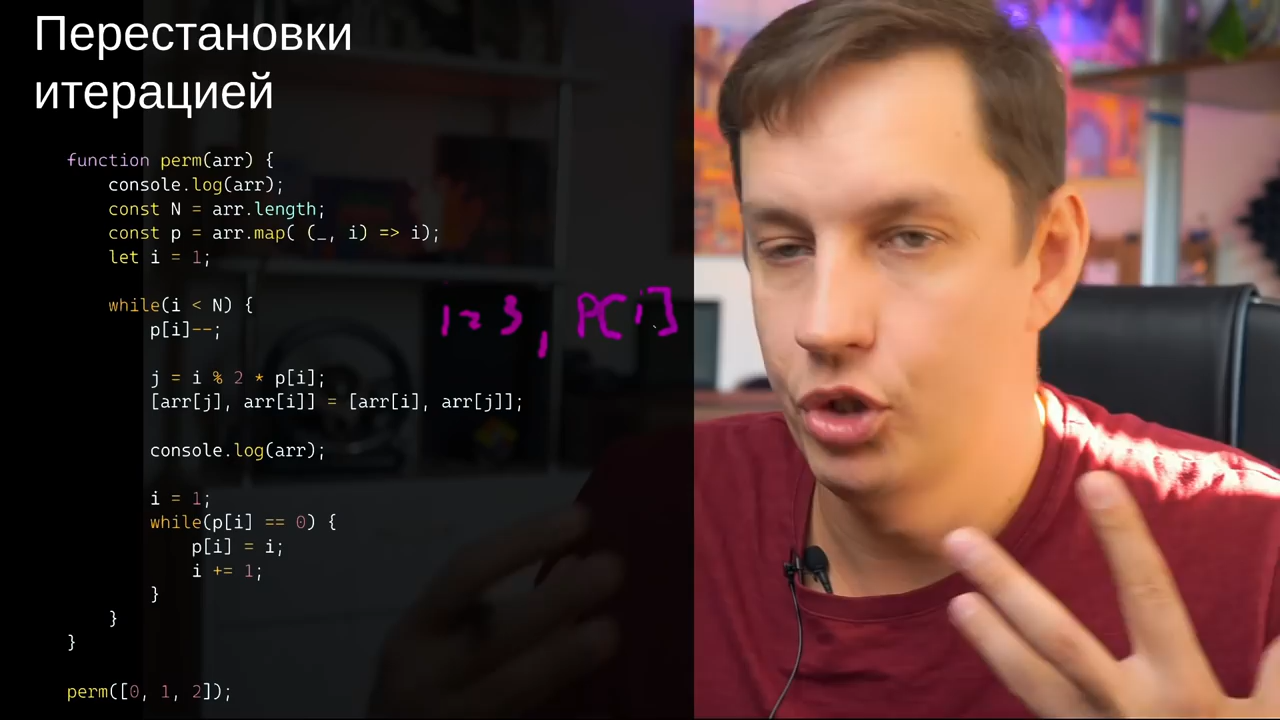 Перестановки
итерацией
function perm(arr) {
console.log(arr);
const N = arr.length;
const p = arr.map( (_, i) => i);
let i = 1;
while(i < N) {
p[i]--;
i=3, P[i]
j = i % 2 * p[i];
[arr[j], arr[i]] = [arr[i], arr[j]];
console.log(arr);
i = 1;
while(p[i] == 0) {
p[i] = i;
i += 1;
}
}
}
perm([0, 1, 2]);